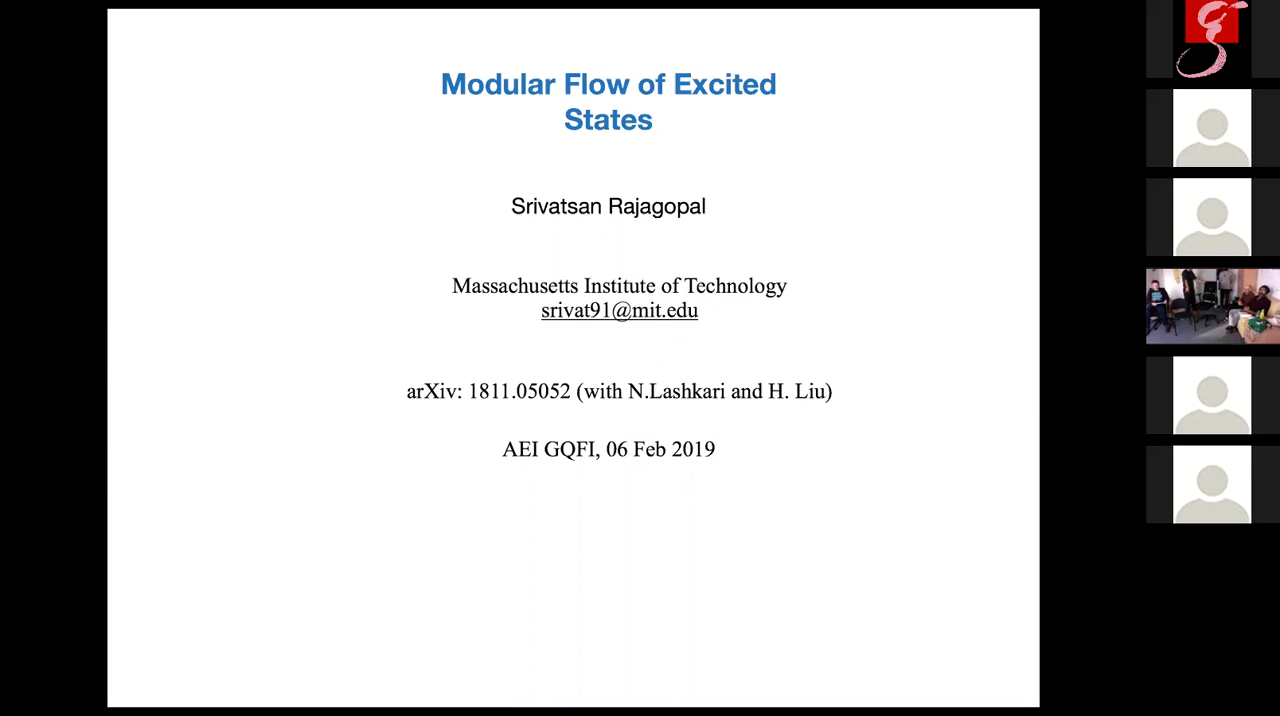 Modular Flow of Excited
States
Srivatsan Rajagopal
Massachusetts Institute of Technology
srivat91@mit.edu
arXiv: 1811.05052 (with N.Lashkari and H. Liu)
AEI GQFI, 06 Feb 2019